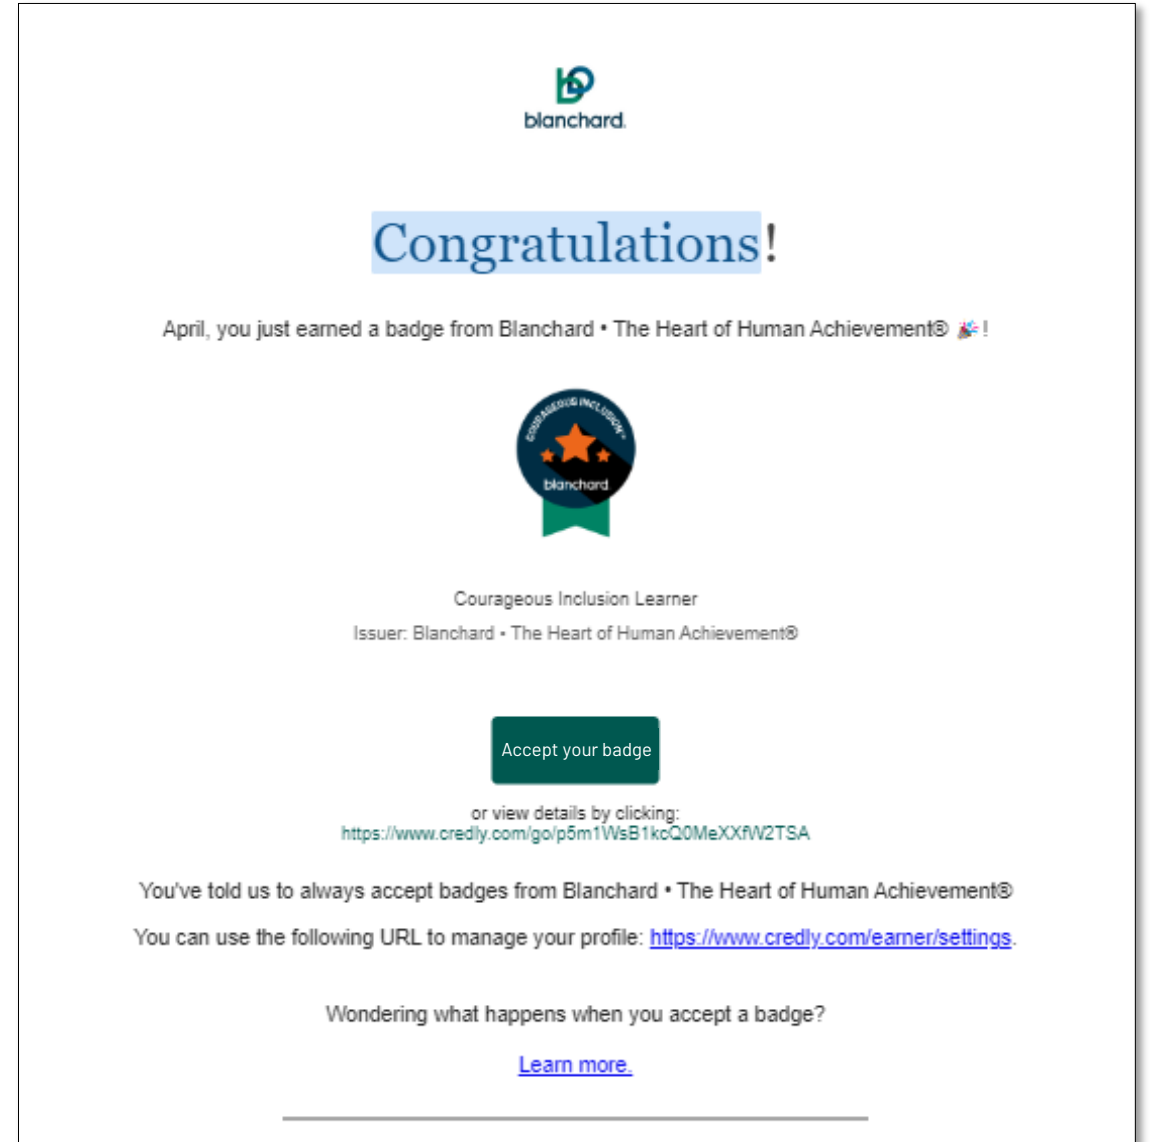 blanchard.
Congratulations!
April, you just earned a badge from Blanchard • The Heart of Human Achievement® 🎉!
COURAGEOUS INCLUSION™
blanchard
Courageous Inclusion Learner
Issuer: Blanchard • The Heart of Human Achievement®
Accept your badge
or view details by clicking:
https://www.credly.com/go/p5m1WsB1kcQ0MeXXfW2TSA
You've told us to always accept badges from Blanchard • The Heart of Human Achievement®
You can use the following URL to manage your profile: https://www.credly.com/earner/settings.
Wondering what happens when you accept a badge?
Learn more.